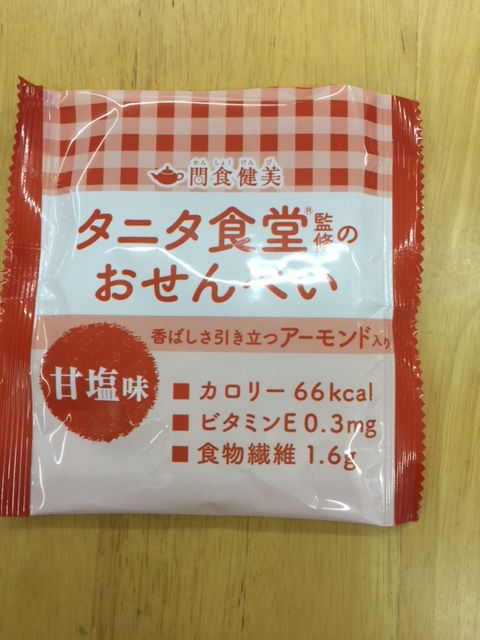 かん しょく けん び
間食健美
タニタ食堂®監修の
おせんべい
香ばしさ引き立つアーモンド入り
甘塩味
■ カロリー 66kcal
■ ビタミンE 0.3mg
■ 食物繊維 1.6g